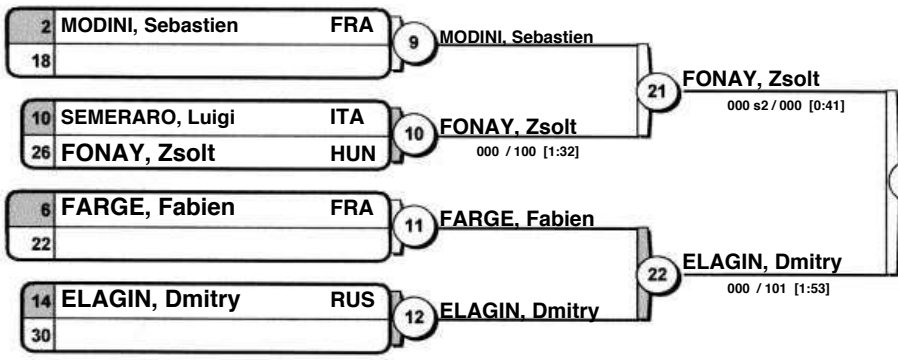 2 MODINI, Sebastien FRA
18
9 MODINI, Sebastien
10 SEMERARO, Luigi ITA
26 FONAY, Zsolt HUN
10 FONAY, Zsolt
000 / 100 [1:32]
21 FONAY, Zsolt
000 s2 / 000 [0:41]
6 FARGE, Fabien FRA
22
11 FARGE, Fabien
14 ELAGIN, Dmitry RUS
30
12 ELAGIN, Dmitry
22 ELAGIN, Dmitry
000 / 101 [1:53]